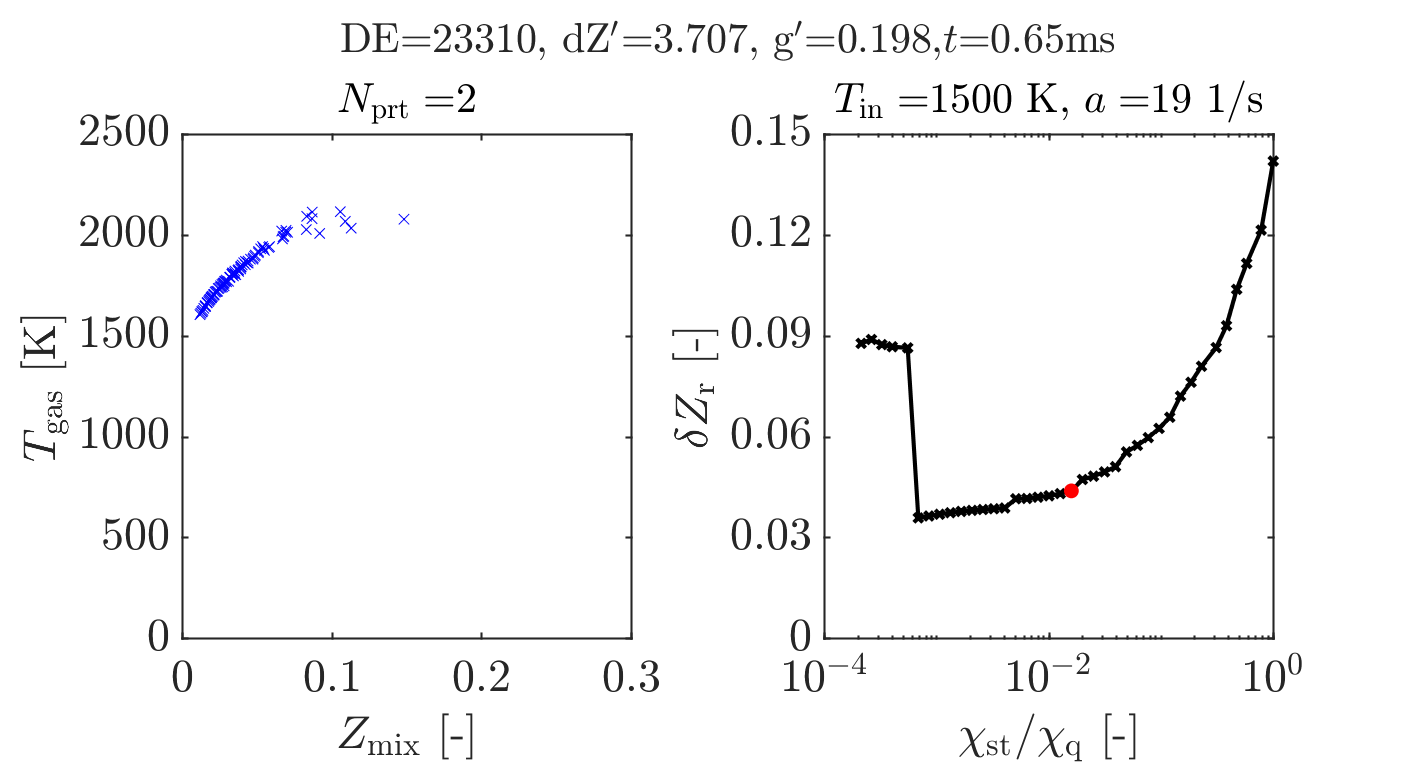 DE=23310, dZ′=3.707, g′=0.198,t=0.65ms
N_prt =2
T_gas [K]
2500
2000
1500
1000
500
0
0 0.1 0.2 0.3
Z_mix [-]
T_in =1500 K, a =19 1/s
δZ_r [-]
0.15
0.12
0.09
0.06
0.03
0
10⁻⁴ 10⁻² 10⁰
χ_st/χ_q [-]